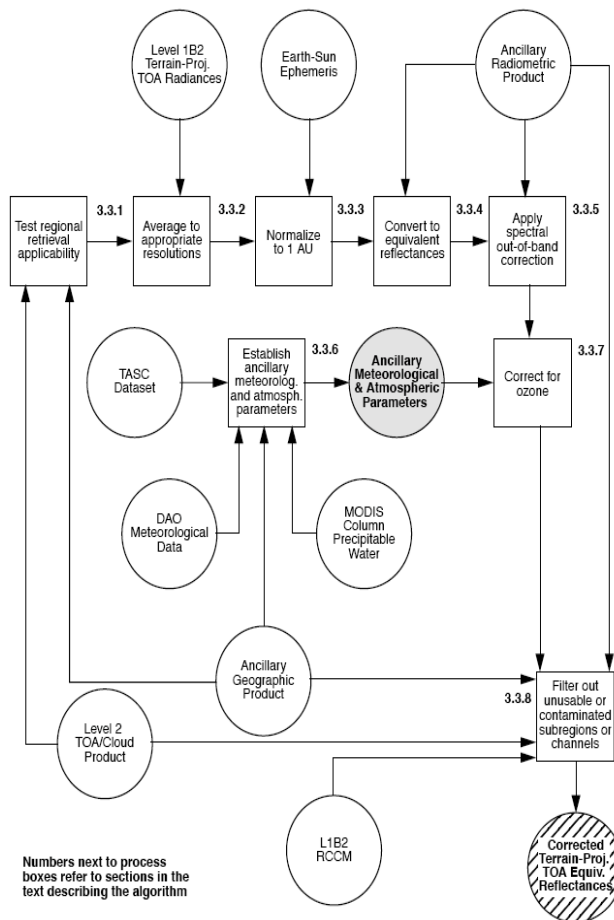 Level 1B2
Terrain-Proj.
TOA Radiances
Earth-Sun
Ephemeris
Ancillary
Radiometric
Product
Test regional
retrieval
applicability
3.3.1
Average to
appropriate
resolutions
3.3.2
Normalize
to 1 AU
3.3.3
Convert to
equivalent
reflectances
3.3.4
Apply
spectral
out-of-band
correction
3.3.5
TASC
Dataset
Establish
ancillary
meteorolog.
and atmosph.
parameters
3.3.6
Ancillary
Meteorological
& Atmospheric
Parameters
Correct for
ozone
3.3.7
DAO
Meteorological
Data
MODIS
Column
Precipitable
Water
Ancillary
Geographic
Product
Level 2
TOA/Cloud
Product
3.3.8
Filter out
unusable or
contaminated
subregions or
channels
L1B2
RCCM
Corrected
Terrain-Proj.
TOA Equiv.
Reflectances
Numbers next to process
boxes refer to sections in the
text describing the algorithm